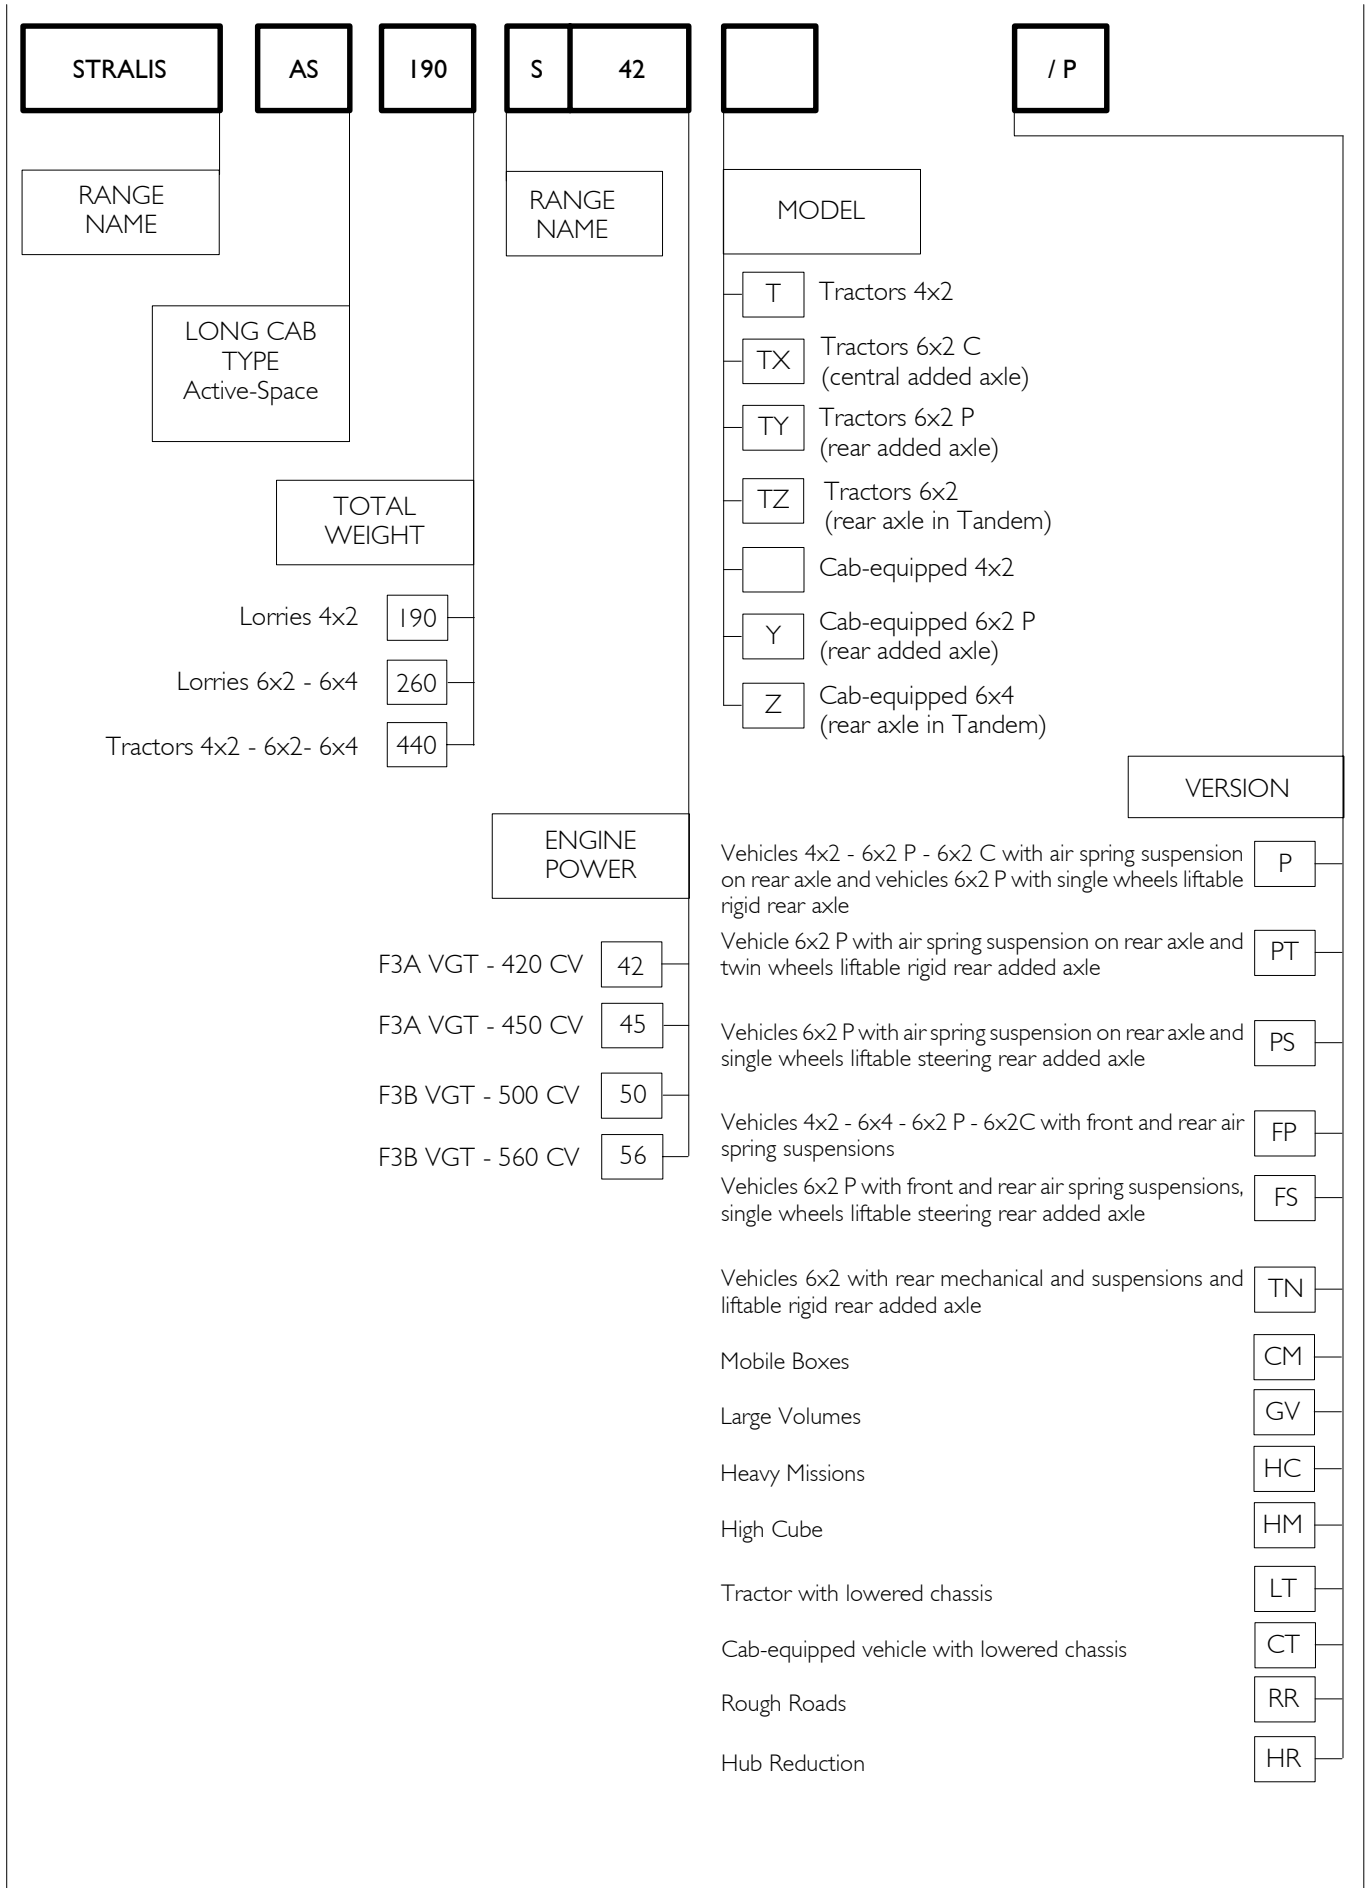 STRALIS AS 190 S 42 / P
RANGE
NAME
RANGE
NAME
MODEL
T Tractors 4x2
TX Tractors 6x2 C
(central added axle)
TY Tractors 6x2 P
(rear added axle)
TZ Tractors 6x2
(rear axle in Tandem)
Cab-equipped 4x2
Y Cab-equipped 6x2 P
(rear added axle)
Z Cab-equipped 6x4
(rear axle in Tandem)
LONG CAB
TYPE
Active-Space
TOTAL
WEIGHT
Lorries 4x2 190
Lorries 6x2 - 6x4 260
Tractors 4x2 - 6x2- 6x4 440
ENGINE
POWER
F3A VGT - 420 CV 42
F3A VGT - 450 CV 45
F3B VGT - 500 CV 50
F3B VGT - 560 CV 56
VERSION
Vehicles 4x2 - 6x2 P - 6x2 C with air spring suspension P
on rear axle and vehicles 6x2 P with single wheels liftable
rigid rear axle
Vehicle 6x2 P with air spring suspension on rear axle and PT
twin wheels liftable rigid rear added axle
Vehicles 6x2 P with air spring suspension on rear axle and PS
single wheels liftable steering rear added axle
Vehicles 4x2 - 6x4 - 6x2 P - 6x2C with front and rear air FP
spring suspensions
Vehicles 6x2 P with front and rear air spring suspensions, FS
single wheels liftable steering rear added axle
Vehicles 6x2 with rear mechanical and suspensions and TN
liftable rigid rear added axle
Mobile Boxes CM
Large Volumes GV
Heavy Missions HC
High Cube HM
Tractor with lowered chassis LT
Cab-equipped vehicle with lowered chassis CT
Rough Roads RR
Hub Reduction HR